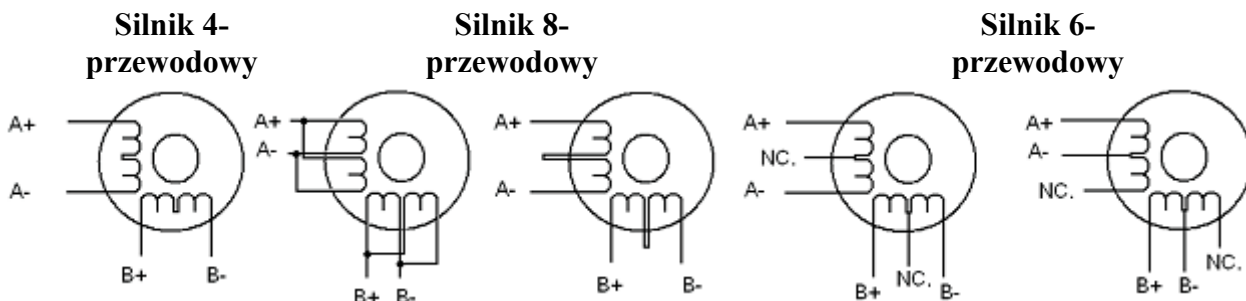 Silnik 4-
przewodowy
Silnik 8-
przewodowy
Silnik 6-
przewodowy
A+
A-
B+
B-
A+
A-
B+
B-
A+
A-
B+
B-
A+
NC.
A-
B+
NC.
B-
A+
A-
NC.
B+
B-
NC.